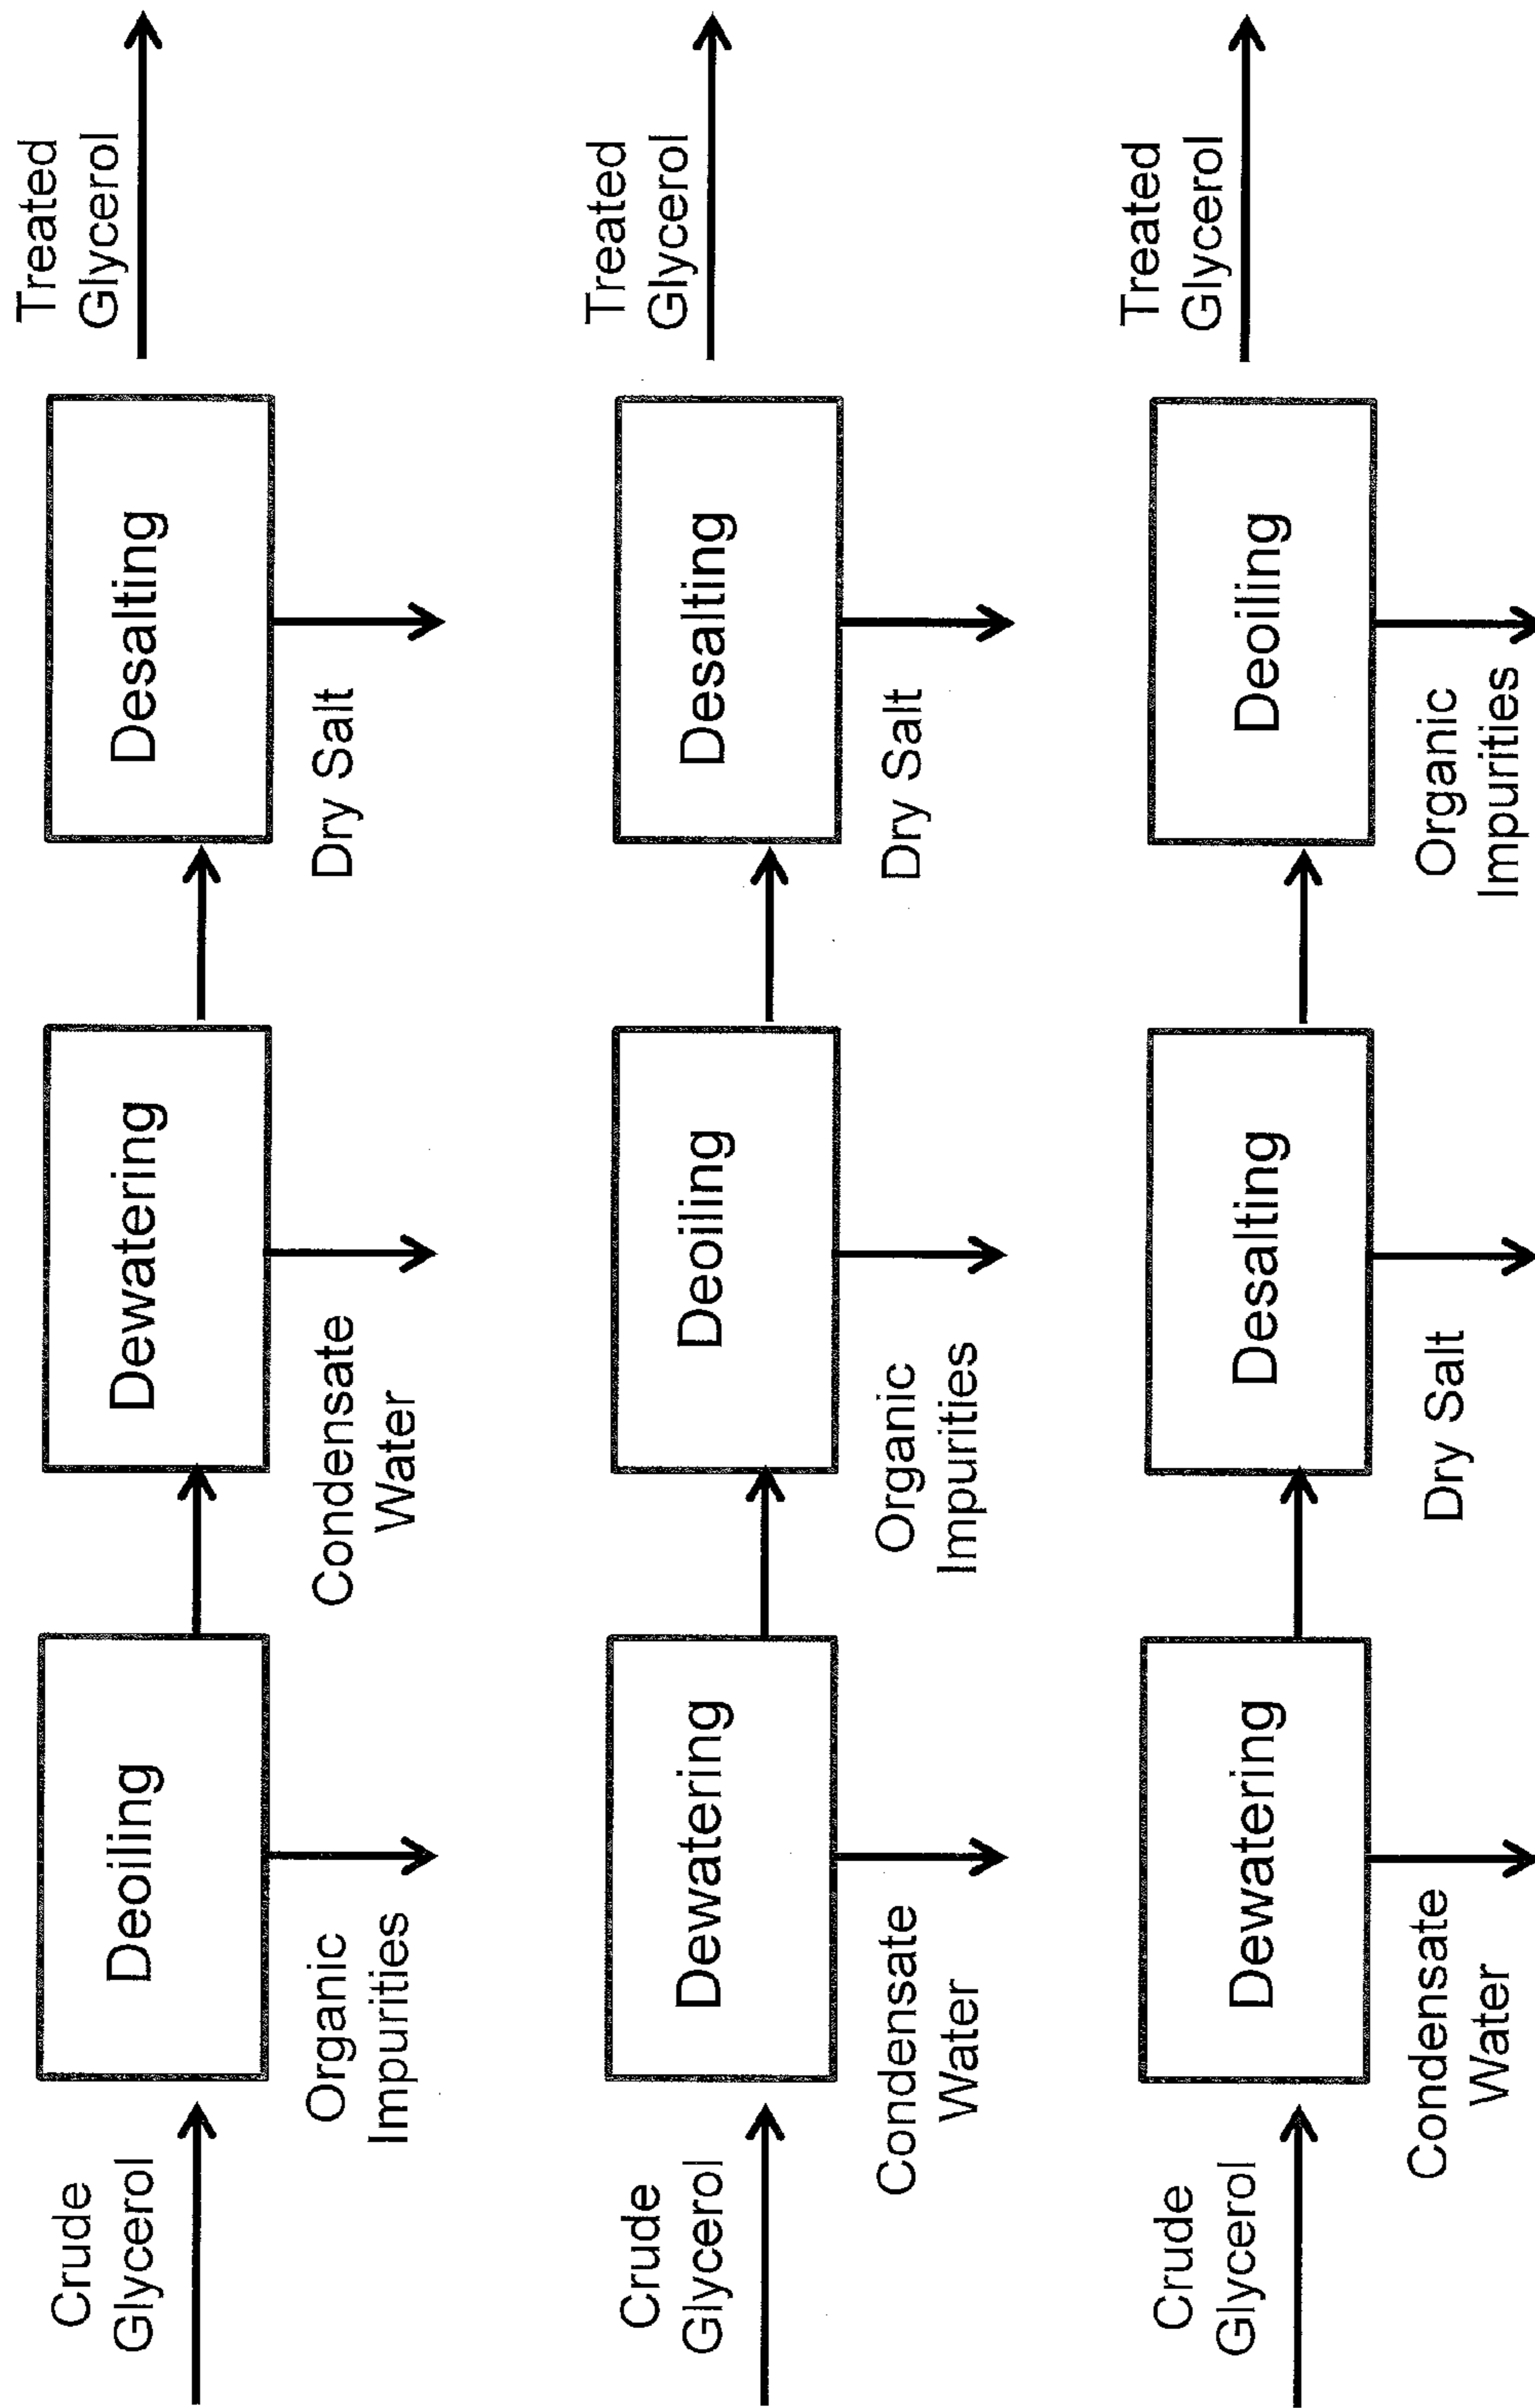 Crude
Glycerol
Deoiling
Organic
Impurities
Dewatering
Condensate
Water
Desalting
Dry Salt
Treated
Glycerol
Crude
Glycerol
Dewatering
Condensate
Water
Deoiling
Organic
Impurities
Desalting
Dry Salt
Treated
Glycerol
Crude
Glycerol
Dewatering
Condensate
Water
Desalting
Dry Salt
Deoiling
Organic
Impurities
Treated
Glycerol